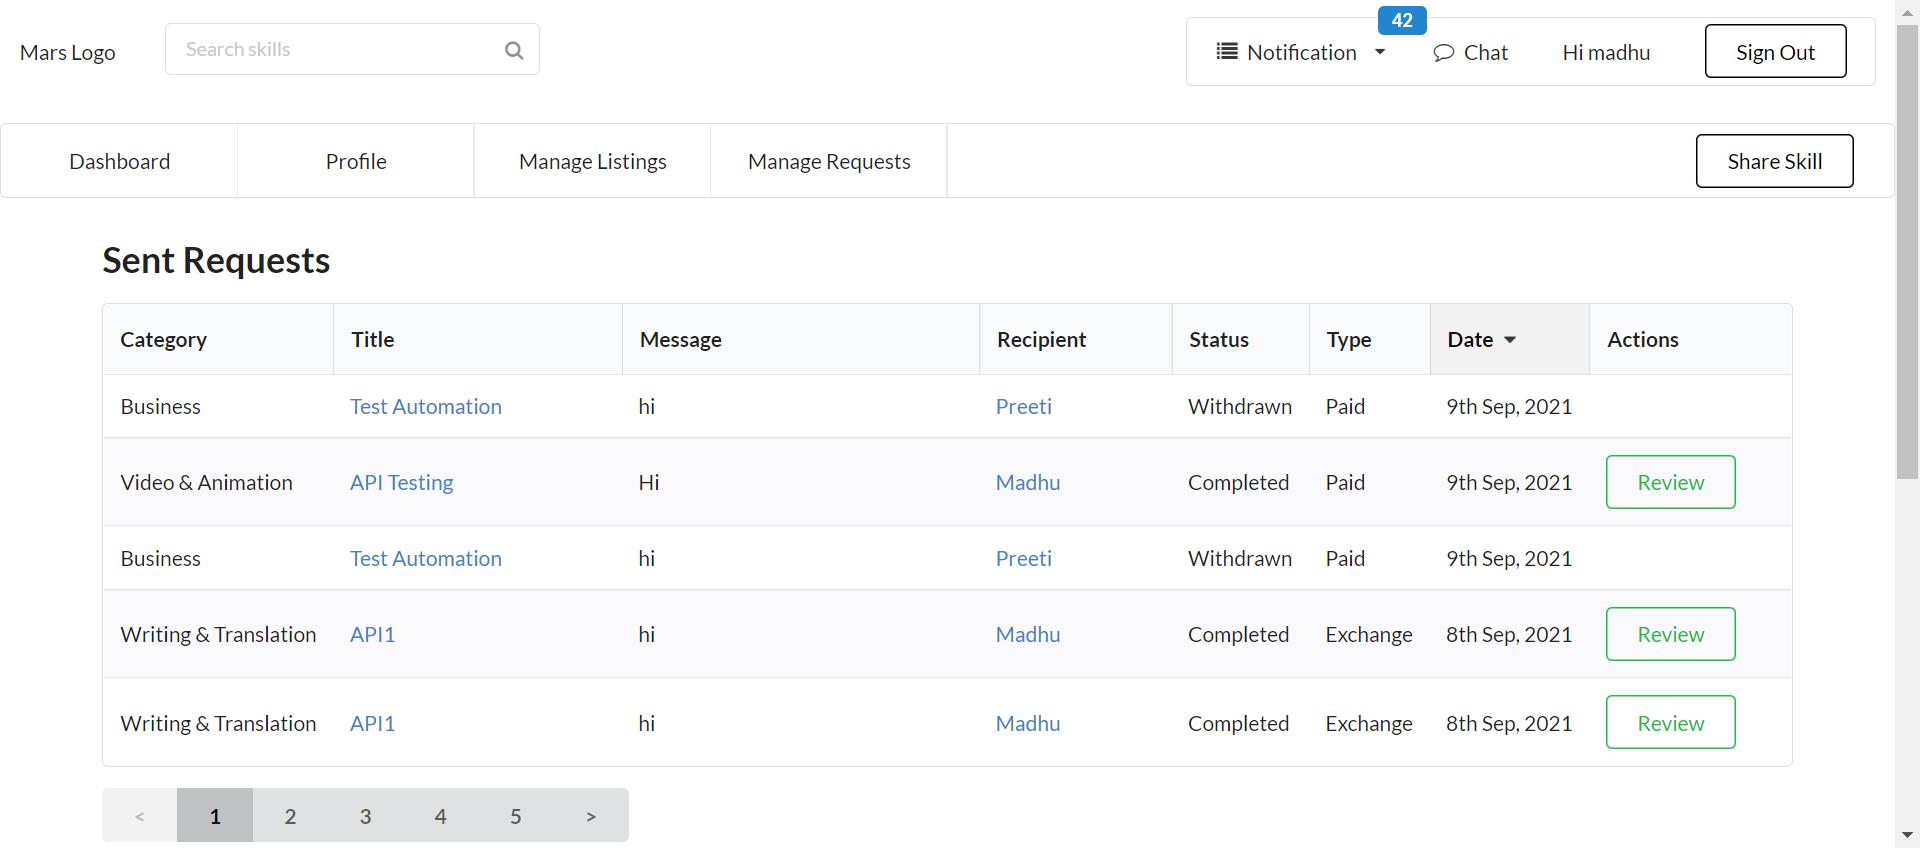 42
Mars Logo Search skills Notification Chat Hi madhu Sign Out
Dashboard Profile Manage Listings Manage Requests Share Skill
Sent Requests
Category Title Message Recipient Status Type Date Actions
Business Test Automation hi Preeti Withdrawn Paid 9th Sep, 2021
Video & Animation API Testing Hi Madhu Completed Paid 9th Sep, 2021 Review
Business Test Automation hi Preeti Withdrawn Paid 9th Sep, 2021
Writing & Translation API1 hi Madhu Completed Exchange 8th Sep, 2021 Review
Writing & Translation API1 hi Madhu Completed Exchange 8th Sep, 2021 Review
< 1 2 3 4 5 >